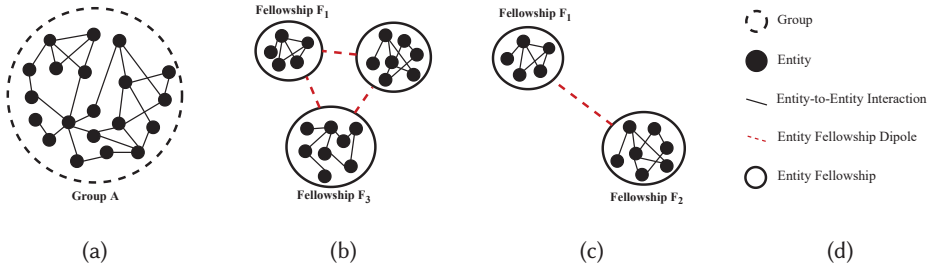 Fellowship F1
Fellowship F1
Group
Entity
Entity-to-Entity Interaction
Entity Fellowship Dipole
Entity Fellowship
Group A
Fellowship F3
Fellowship F2
(a)
(b)
(c)
(d)